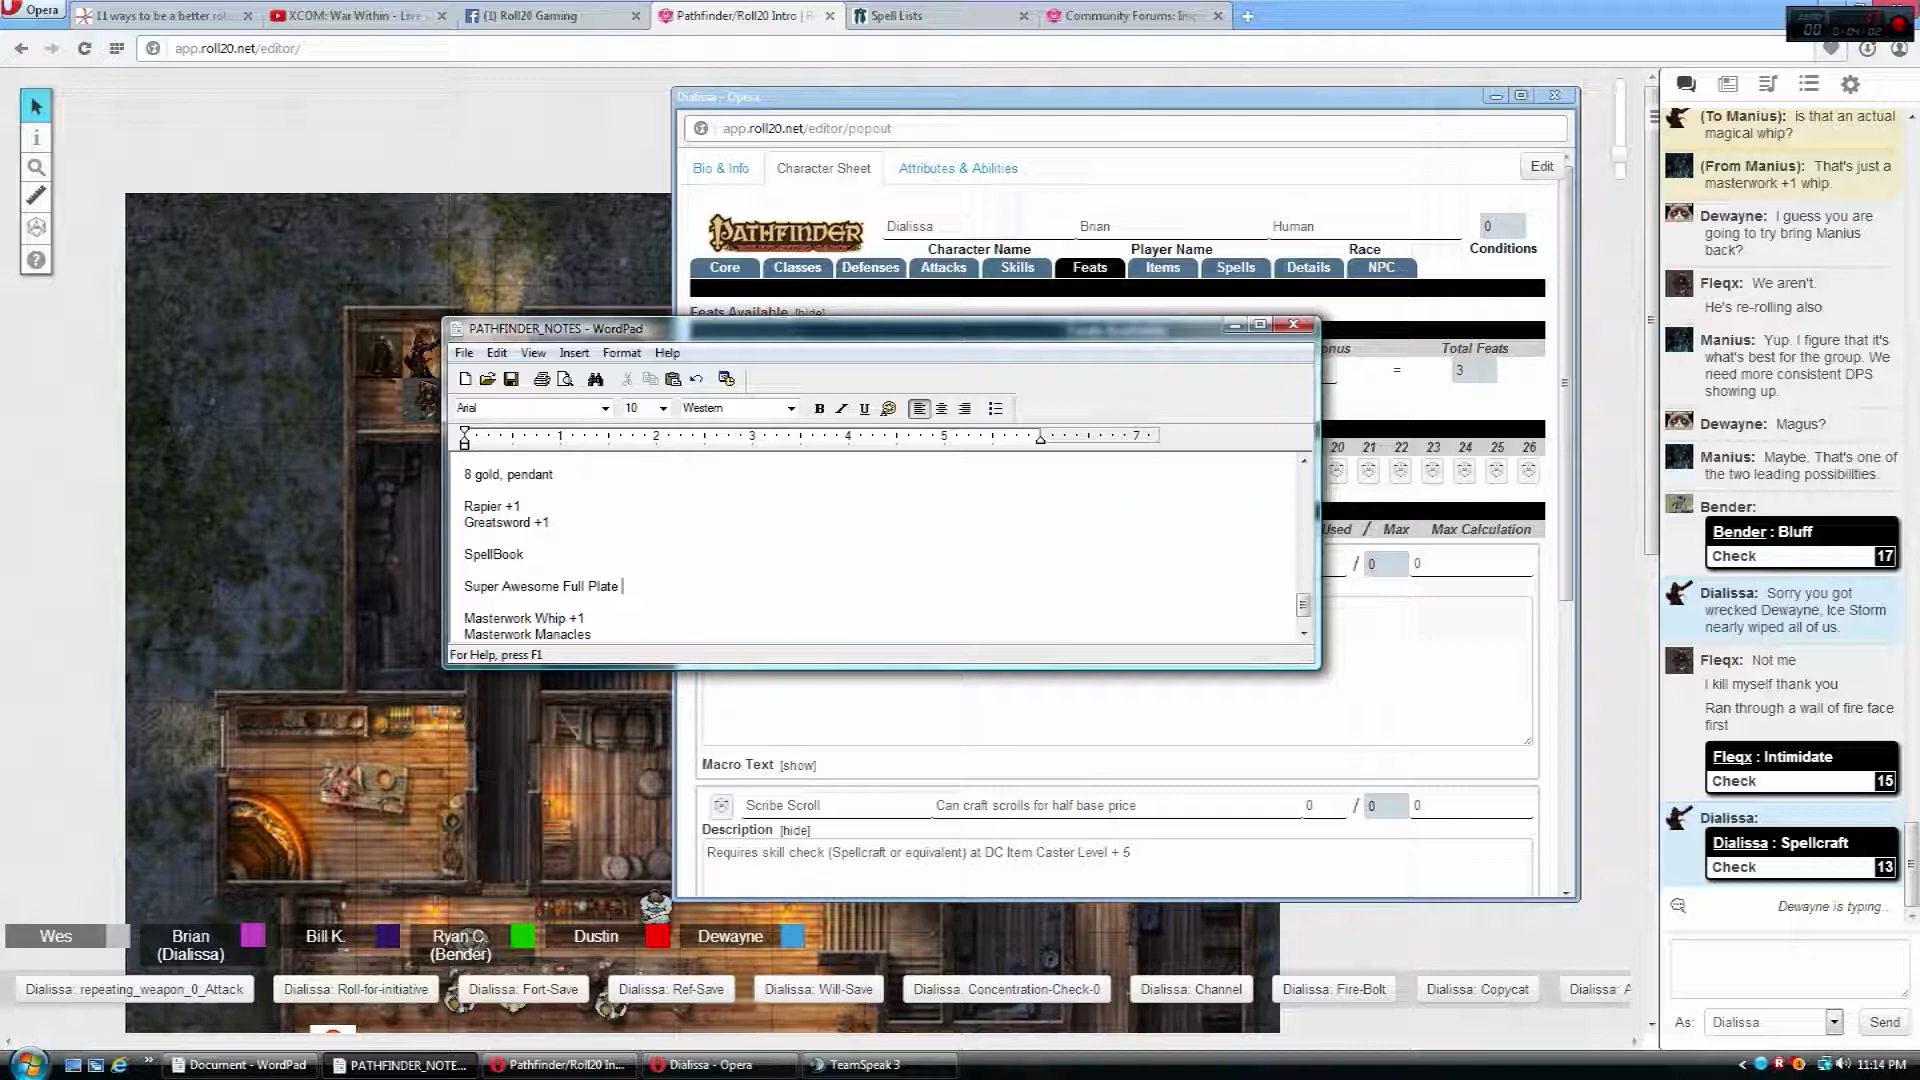 Opera
11 ways to be a better rol
XCOM: War Within - Live
(1) Roll20 Gaming
Pathfinder/Roll20 Intro | R
Spell Lists
Community Forums: Imp
app.roll20.net/editor/
Dialissa - Opera
app.roll20.net/editor/popout
Bio & Info
Character Sheet
Attributes & Abilities
Edit
PATHFINDER
Dialissa
Brian
Human
0
Character Name
Player Name
Race
Conditions
Core
Classes
Defenses
Attacks
Skills
Feats
Items
Spells
Details
NPC
Feats Available [hide]
onus
Total Feats
=
3
20 21 22 23 24 25 26
Used / Max Max Calculation
/ 0 0
PATHFINDER_NOTES - WordPad
File Edit View Insert Format Help
Arial
10
Western
B
U
1 2 3 4 5 7
8 gold, pendant
Rapier +1
Greatsword +1
SpellBook
Super Awesome Full Plate
Masterwork Whip +1
Masterwork Manacles
For Help, press F1
Macro Text [show]
Scribe Scroll
Can craft scrolls for half base price
0 / 0 0
Description [hide]
Requires skill check (Spellcraft or equivalent) at DC Item Caster Level + 5
(To Manius): is that an actual
magical whip?
(From Manius): That's just a
masterwork +1 whip.
Dewayne: I guess you are
going to try bring Manius
back?
Fleqx: We aren't.
He's re-rolling also
Manius: Yup. I figure that it's
what's best for the group. We
need more consistent DPS
showing up.
Dewayne: Magus?
Manius: Maybe. That's one of
the two leading possibilities.
Bender:
Bender : Bluff
Check 17
Dialissa: Sorry you got
wrecked Dewayne, Ice Storm
nearly wiped all of us.
Fleqx: Not me
I kill myself thank you
Ran through a wall of fire face
first
Fleqx : Intimidate
Check 15
Dialissa:
Dialissa : Spellcraft
Check 13
Dewayne is typing...
As: Dialissa
Send
Wes
Brian
(Dialissa)
Bill K.
Ryan C.
(Bender)
Dustin
Dewayne
Dialissa: repeating_weapon_0_Attack
Dialissa: Roll-for-initiative
Dialissa: Fort-Save
Dialissa: Ref-Save
Dialissa: Will-Save
Dialissa: Concentration-Check-0
Dialissa: Channel
Dialissa: Fire-Bolt
Dialissa: Copycat
Dialissa: A
Document - WordPad
PATHFINDER_NOTE...
Pathfinder/Roll20 In...
Dialissa - Opera
TeamSpeak 3
11:14 PM